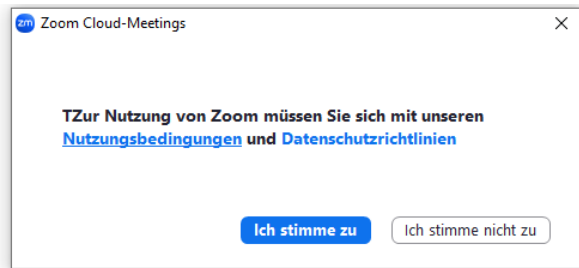 zm Zoom Cloud-Meetings
TZur Nutzung von Zoom müssen Sie sich mit unseren
Nutzungsbedingungen und Datenschutzrichtlinien
Ich stimme zu Ich stimme nicht zu